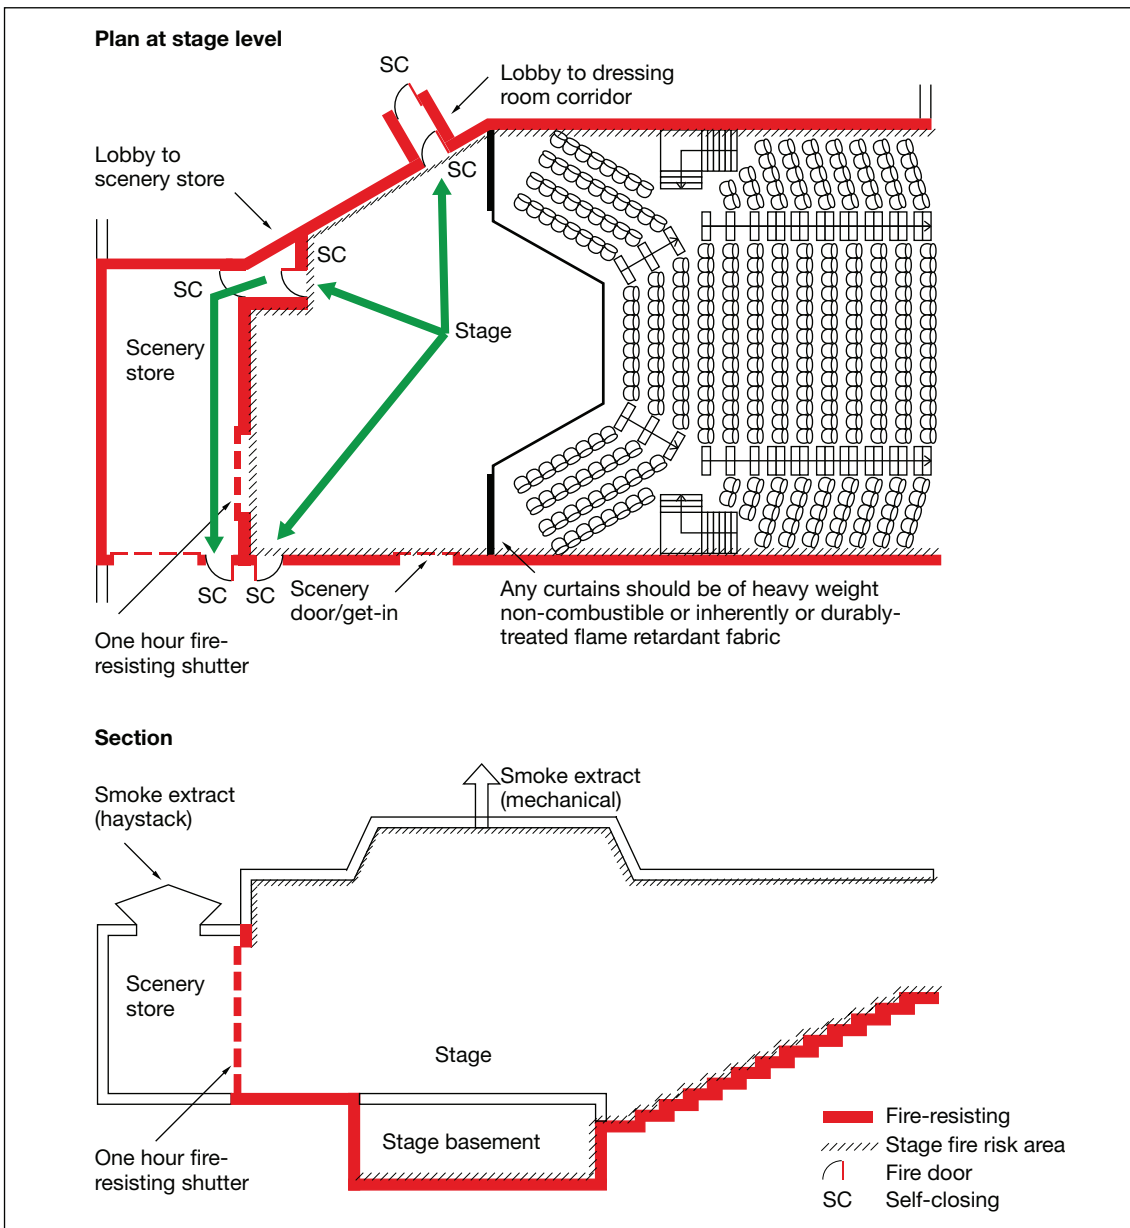 Plan at stage level
SC
Lobby to dressing
room corridor
Lobby to
scenery store
SC
SC
SC
Stage
Scenery
store
SC
SC
Scenery
door/get-in
Any curtains should be of heavy weight
non-combustible or inherently or durably-
treated flame retardant fabric
One hour fire-
resisting shutter
Section
Smoke extract
(haystack)
Smoke extract
(mechanical)
Scenery
store
Stage
Stage basement
One hour fire-
resisting shutter
Fire-resisting
Stage fire risk area
Fire door
SC
Self-closing